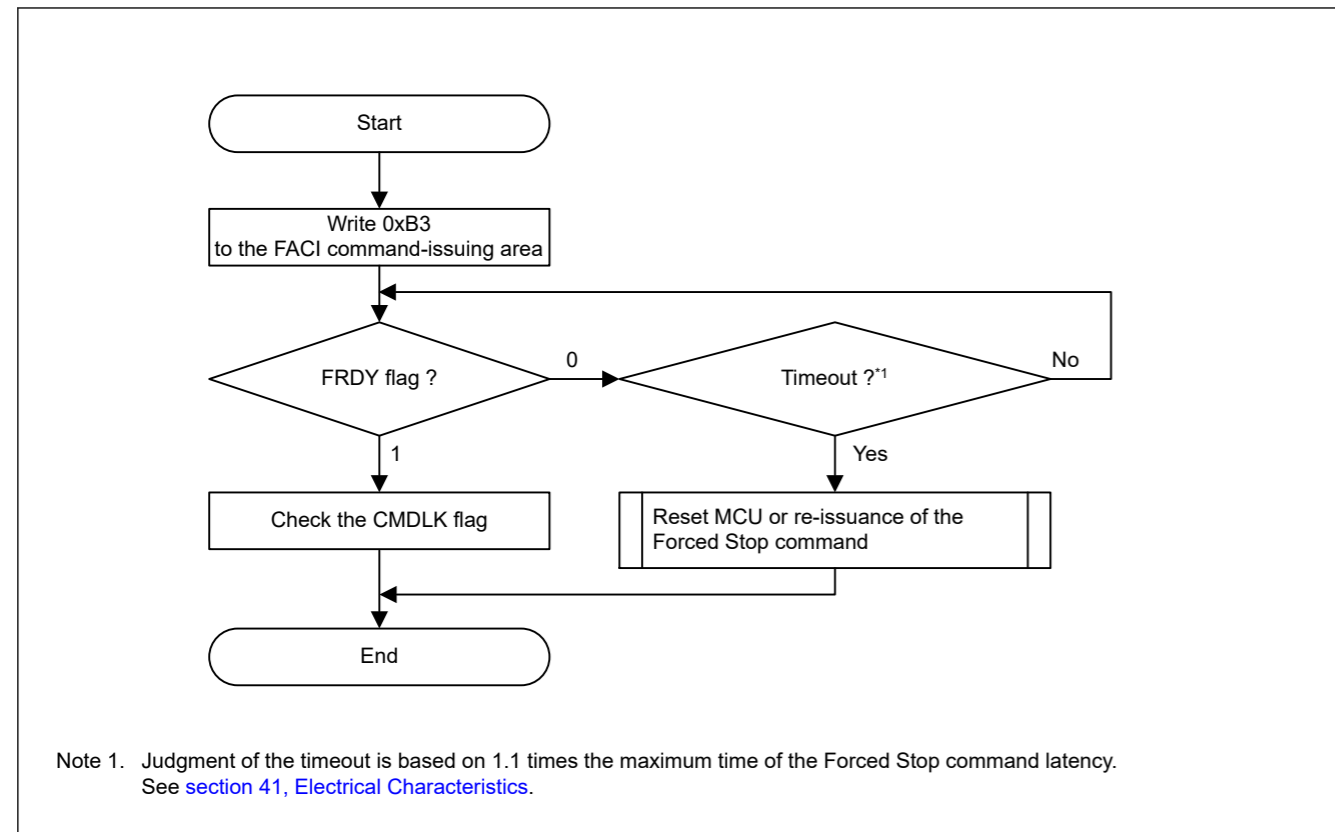 Start
Write 0xB3
to the FACI command-issuing area
FRDY flag ?
0
Timeout ?*1
No
1
Yes
Check the CMDLK flag
Reset MCU or re-issuance of the
Forced Stop command
End
Note 1. Judgment of the timeout is based on 1.1 times the maximum time of the Forced Stop command latency.
See section 41, Electrical Characteristics.